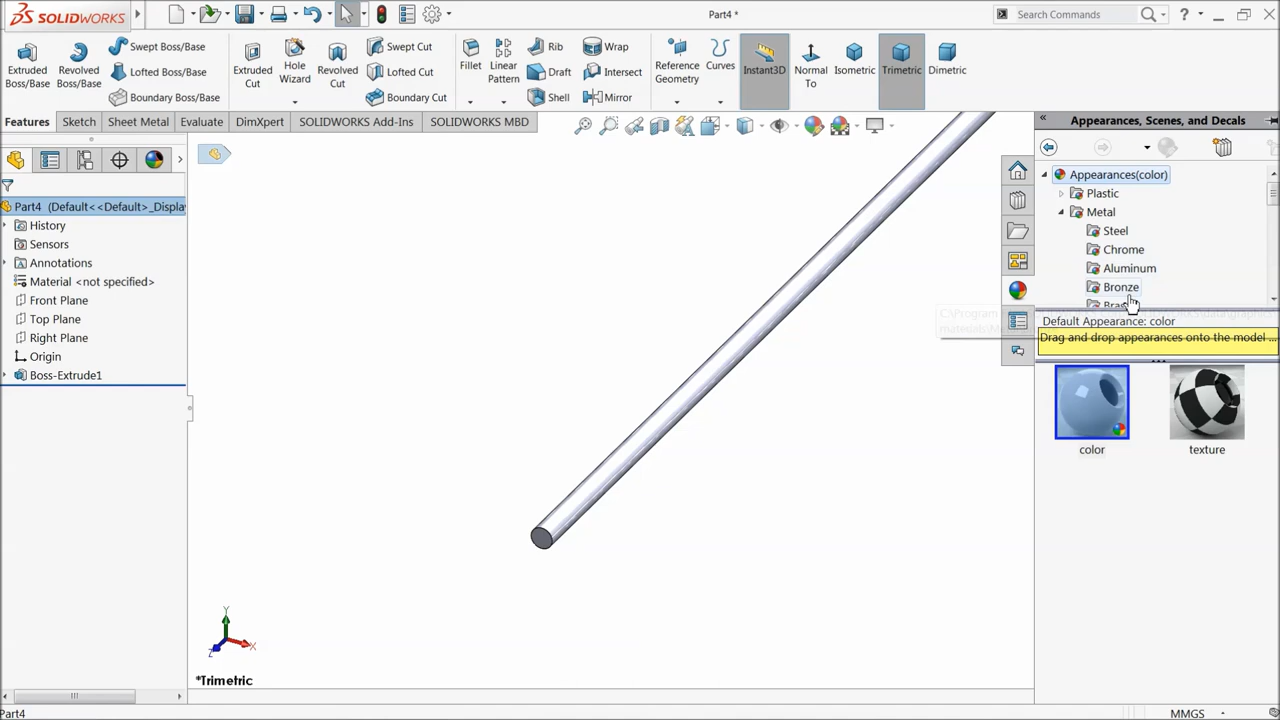 SOLIDWORKS
Part4 *
Search Commands
Extruded Boss/Base
Revolved Boss/Base
Swept Boss/Base
Lofted Boss/Base
Boundary Boss/Base
Extruded Cut
Hole Wizard
Revolved Cut
Swept Cut
Lofted Cut
Boundary Cut
Fillet
Linear Pattern
Rib
Draft
Shell
Wrap
Intersect
Mirror
Reference Geometry
Curves
Instant3D
Normal To
Isometric
Trimetric
Dimetric
Features
Sketch
Sheet Metal
Evaluate
DimXpert
SOLIDWORKS Add-Ins
SOLIDWORKS MBD
Part4 (Default<<Default>_Displa
History
Sensors
Annotations
Material <not specified>
Front Plane
Top Plane
Right Plane
Origin
Boss-Extrude1
Y
X
Z
*Trimetric
Appearances, Scenes, and Decals
Appearances(color)
Plastic
Metal
Steel
Chrome
Aluminum
Bronze
Default Appearance: color
Drag and drop appearances onto the model ...
color
texture
Part4
MMGS